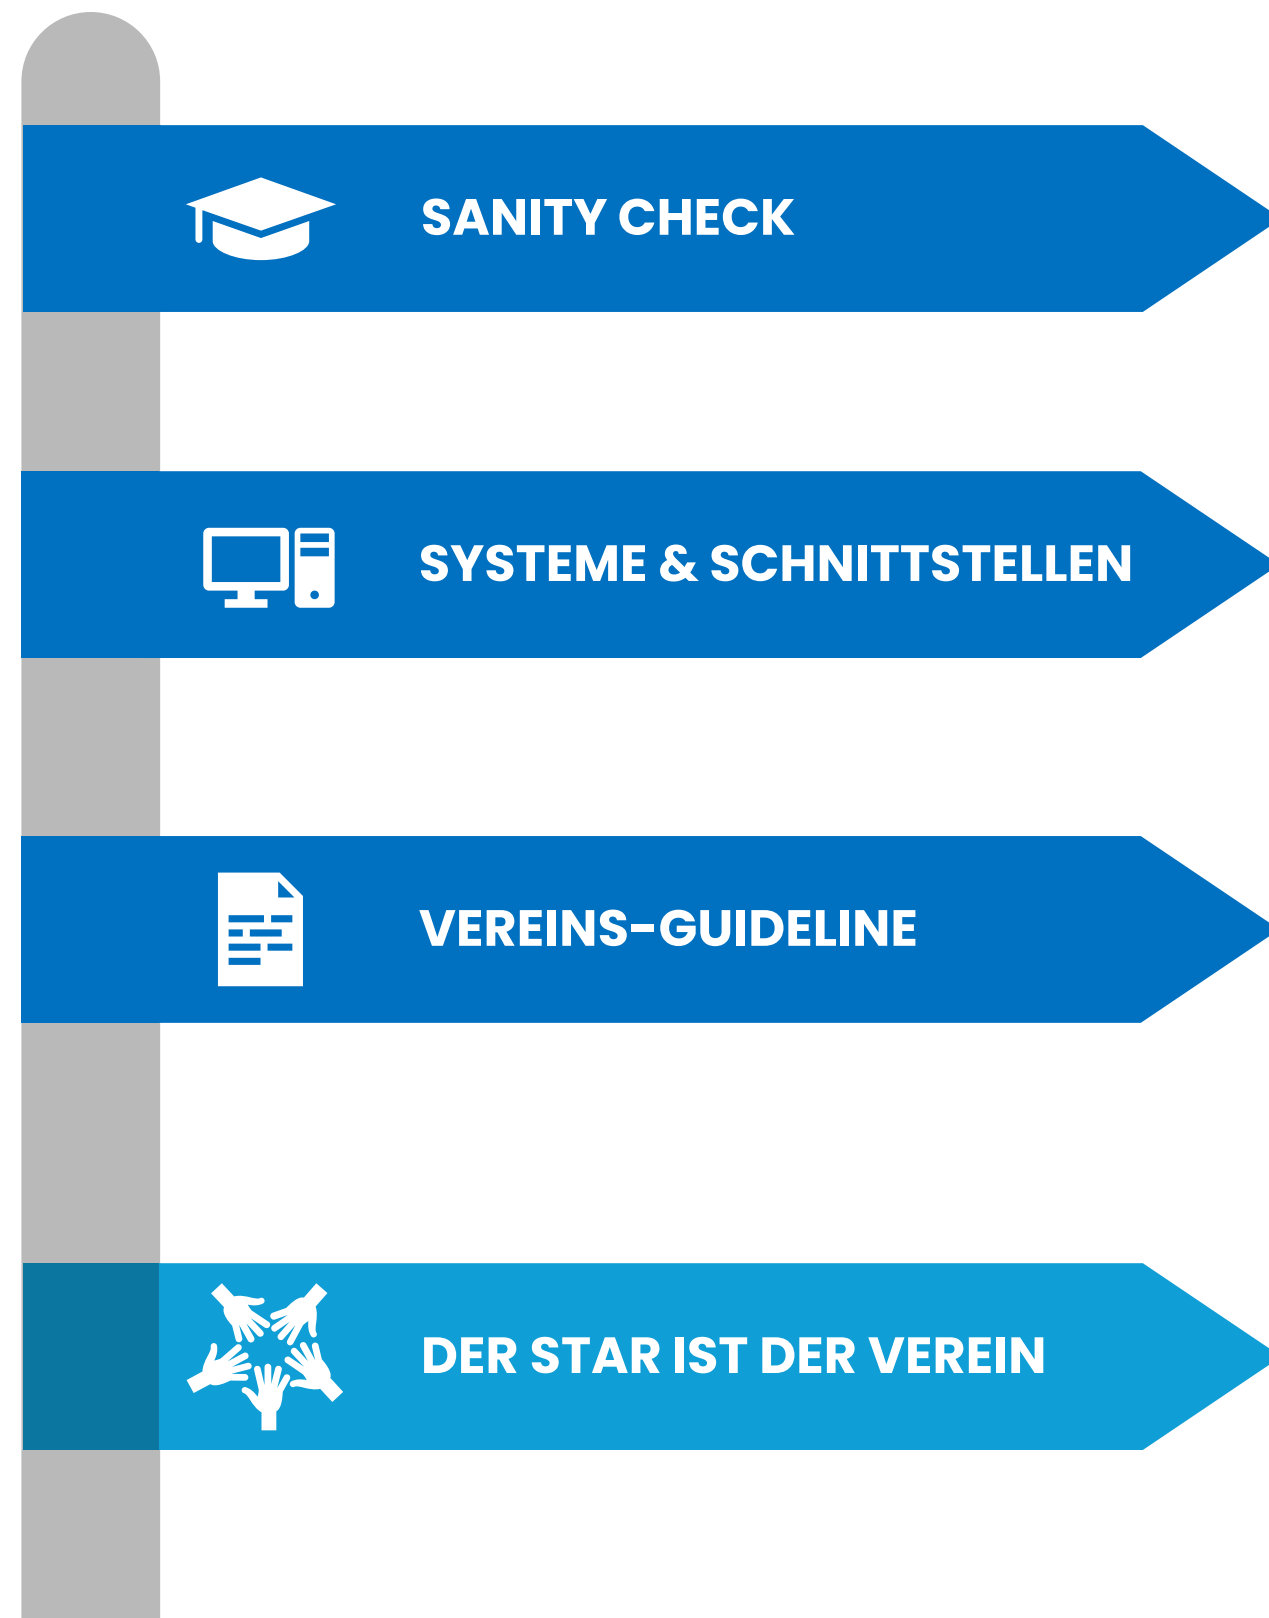 SANITY CHECK
SYSTEME & SCHNITTSTELLEN
VEREINS-GUIDELINE
DER STAR IST DER VEREIN